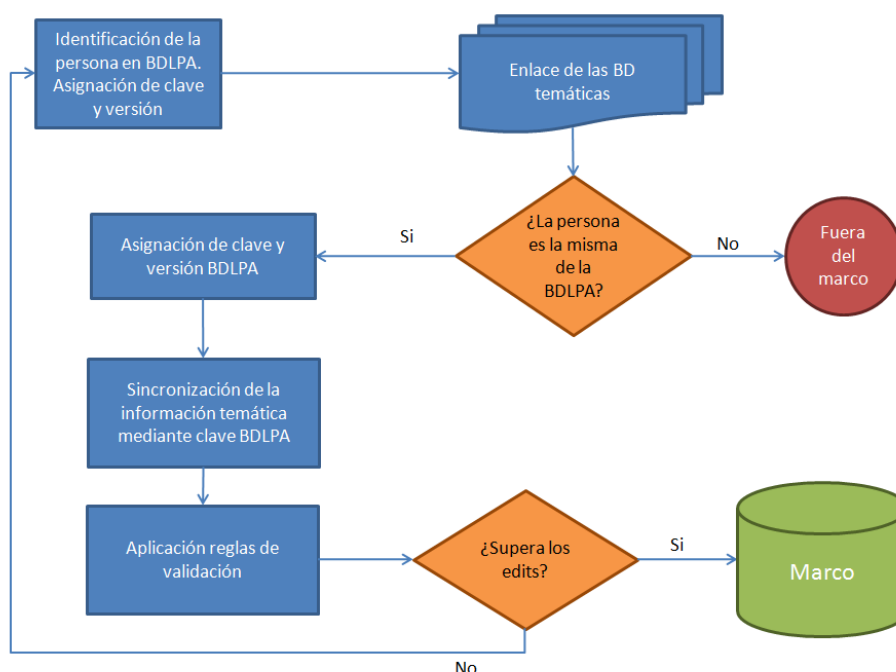 Identificación de la
persona en BDLPA.
Asignación de clave
y versión
Enlace de las BD
temáticas
¿La persona
es la misma
de la
BDLPA?
Si
No
Fuera
del
marco
Asignación de clave y
versión BDLPA
Sincronización de la
información temática
mediante clave BDLPA
Aplicación reglas de
validación
¿Supera los
edits?
Si
Marco
No